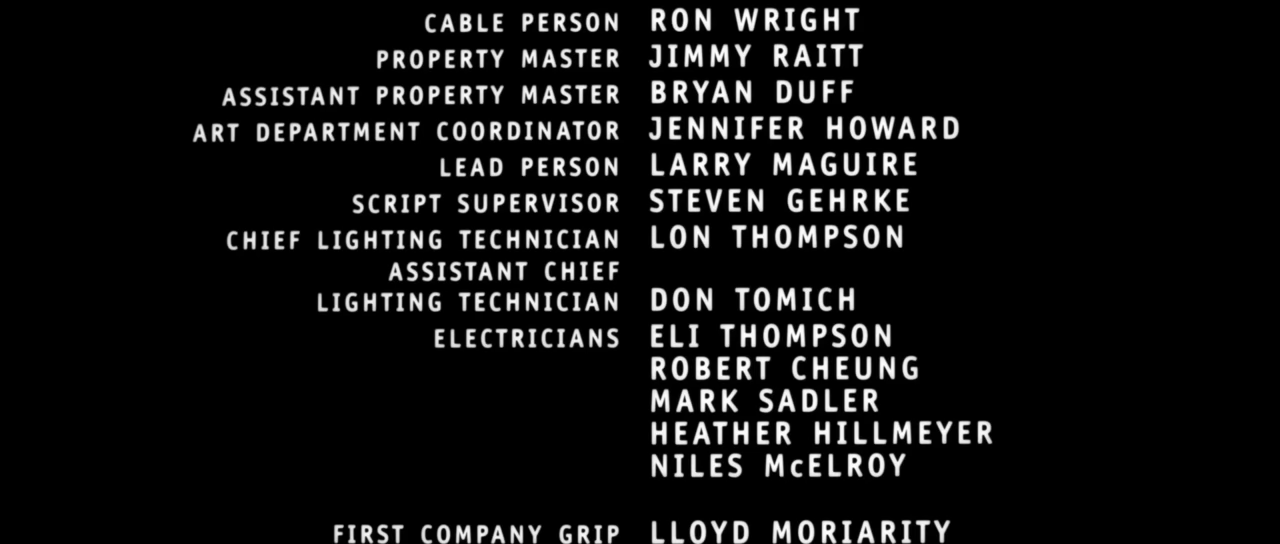 CABLE PERSON RON WRIGHT
PROPERTY MASTER JIMMY RAITT
ASSISTANT PROPERTY MASTER BRYAN DUFF
ART DEPARTMENT COORDINATOR JENNIFER HOWARD
LEAD PERSON LARRY MAGUIRE
SCRIPT SUPERVISOR STEVEN GEHRKE
CHIEF LIGHTING TECHNICIAN LON THOMPSON
ASSISTANT CHIEF
LIGHTING TECHNICIAN DON TOMICH
ELECTRICIANS ELI THOMPSON
ROBERT CHEUNG
MARK SADLER
HEATHER HILLMEYER
NILES McELROY
FIRST COMPANY GRIP LLOYD MORIARITY